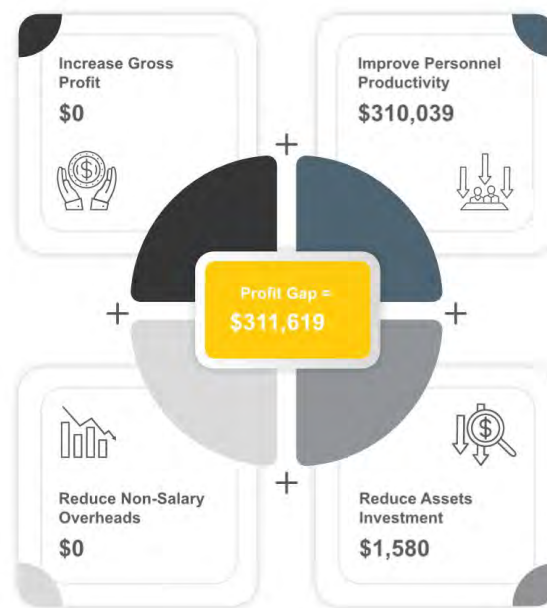 Increase Gross
Profit
$0
Improve Personnel
Productivity
$310,039
$
+
+
Profit Gap =
$311,619
+
+
$
Reduce Non-Salary
Overheads
$0
Reduce Assets
Investment
$1,580